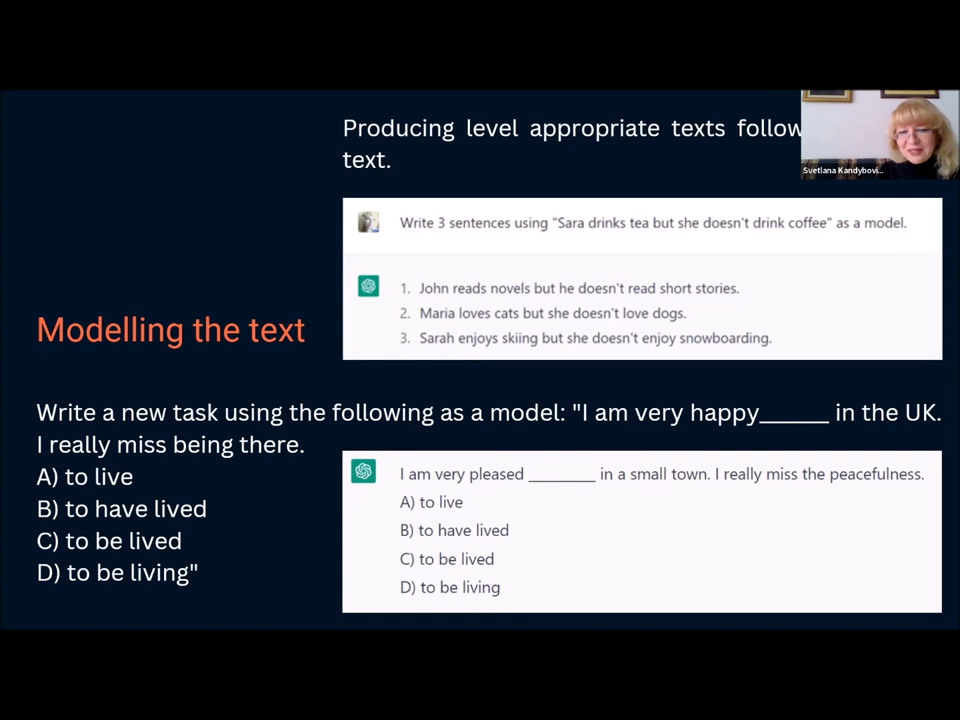 Producing level appropriate texts follow
text.
Svetlana Kandybovi...
Write 3 sentences using "Sara drinks tea but she doesn't drink coffee" as a model.
1. John reads novels but he doesn't read short stories.
2. Maria loves cats but she doesn't love dogs.
3. Sarah enjoys skiing but she doesn't enjoy snowboarding.
Modelling the text
Write a new task using the following as a model: "I am very happy______ in the UK.
I really miss being there.
A) to live
B) to have lived
C) to be lived
D) to be living"
I am very pleased _________ in a small town. I really miss the peacefulness.
A) to live
B) to have lived
C) to be lived
D) to be living